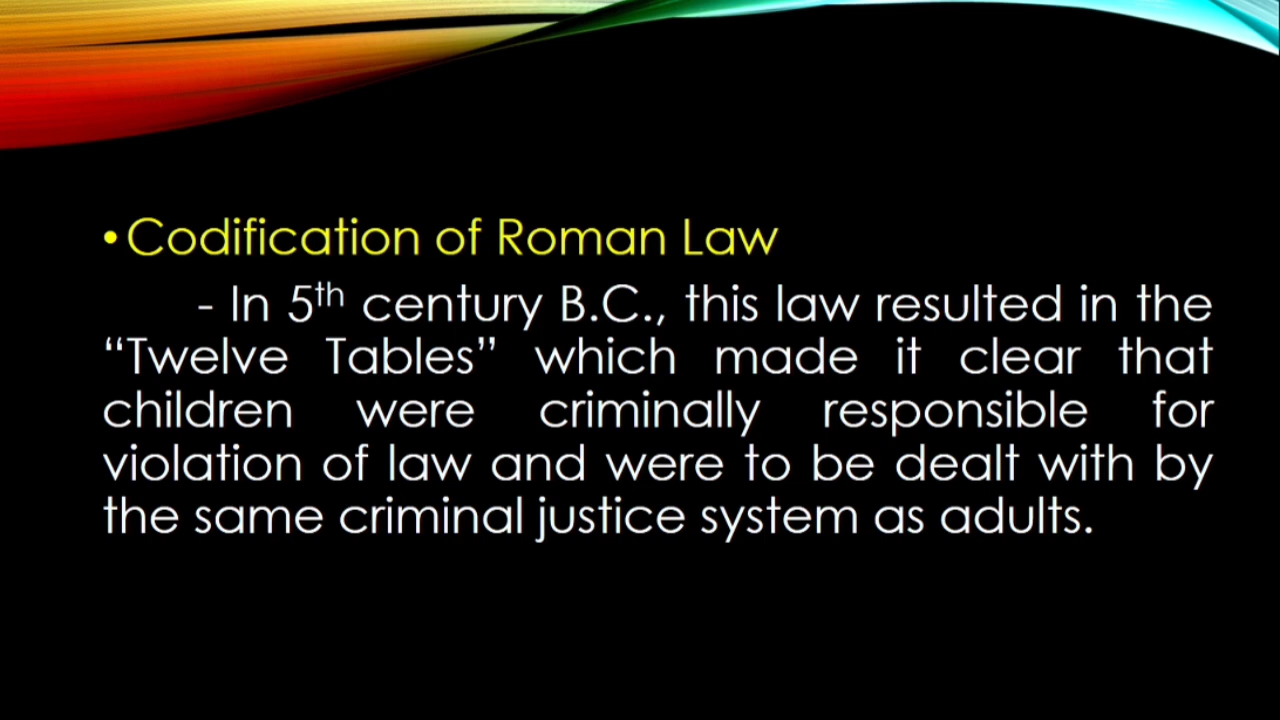 •Codification of Roman Law
- In 5th century B.C., this law resulted in the
“Twelve Tables” which made it clear that
children were criminally responsible for
violation of law and were to be dealt with by
the same criminal justice system as adults.